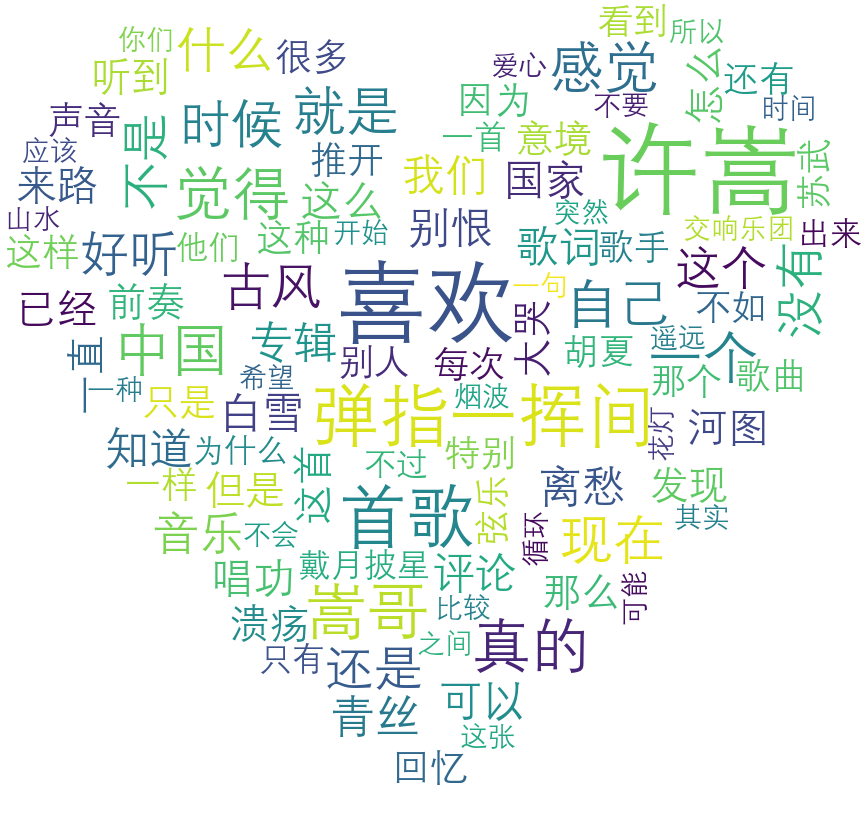 你们
什么
很多
听到
声音
应该
来路
山水
这样
他们
不是
时候
就是
觉得
这么
推开
这种
开始
好听
已经
前奏
古风
中国
专辑
一直
一种
只是
希望
白雪
知道
为什么
一样
但是
这首
音乐
不会
唱功
戴月披星
溃疡
嵩哥
只有
还是
青丝
回忆
看到
所以
爱心
感觉
怎么
还有
因为
不要
时间
一首
意境
许嵩
苏武
我们
国家
别恨
突然
歌词
歌手
交响乐团
出来
这个
没有
喜欢
一句
自己
不如
大哭
胡夏
遥远
一个
别人
每次
那个
歌曲
烟波
弹指一挥间
花灯
河图
不过
特别
离愁
发现
首歌
弦乐
循环
现在
其实
评论
那么
可能
比较
之间
真的
可以
这张